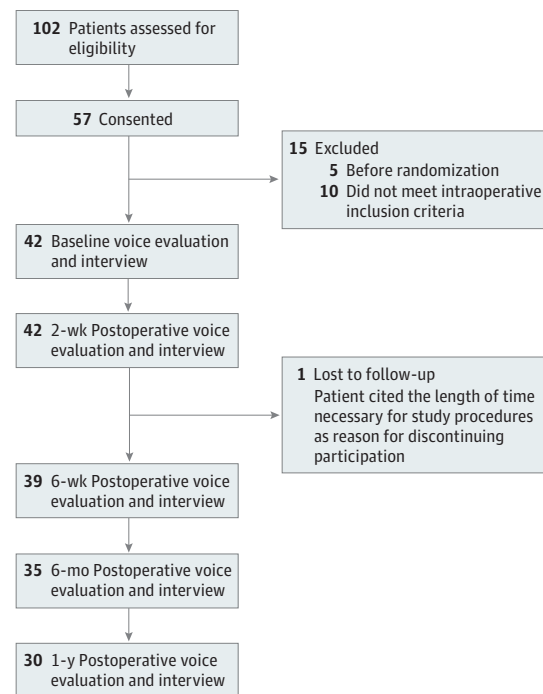 102 Patients assessed for
eligibility
57 Consented
15 Excluded
5 Before randomization
10 Did not meet intraoperative
inclusion criteria
42 Baseline voice evaluation
and interview
42 2-wk Postoperative voice
evaluation and interview
1 Lost to follow-up
Patient cited the length of time
necessary for study procedures
as reason for discontinuing
participation
39 6-wk Postoperative voice
evaluation and interview
35 6-mo Postoperative voice
evaluation and interview
30 1-y Postoperative voice
evaluation and interview